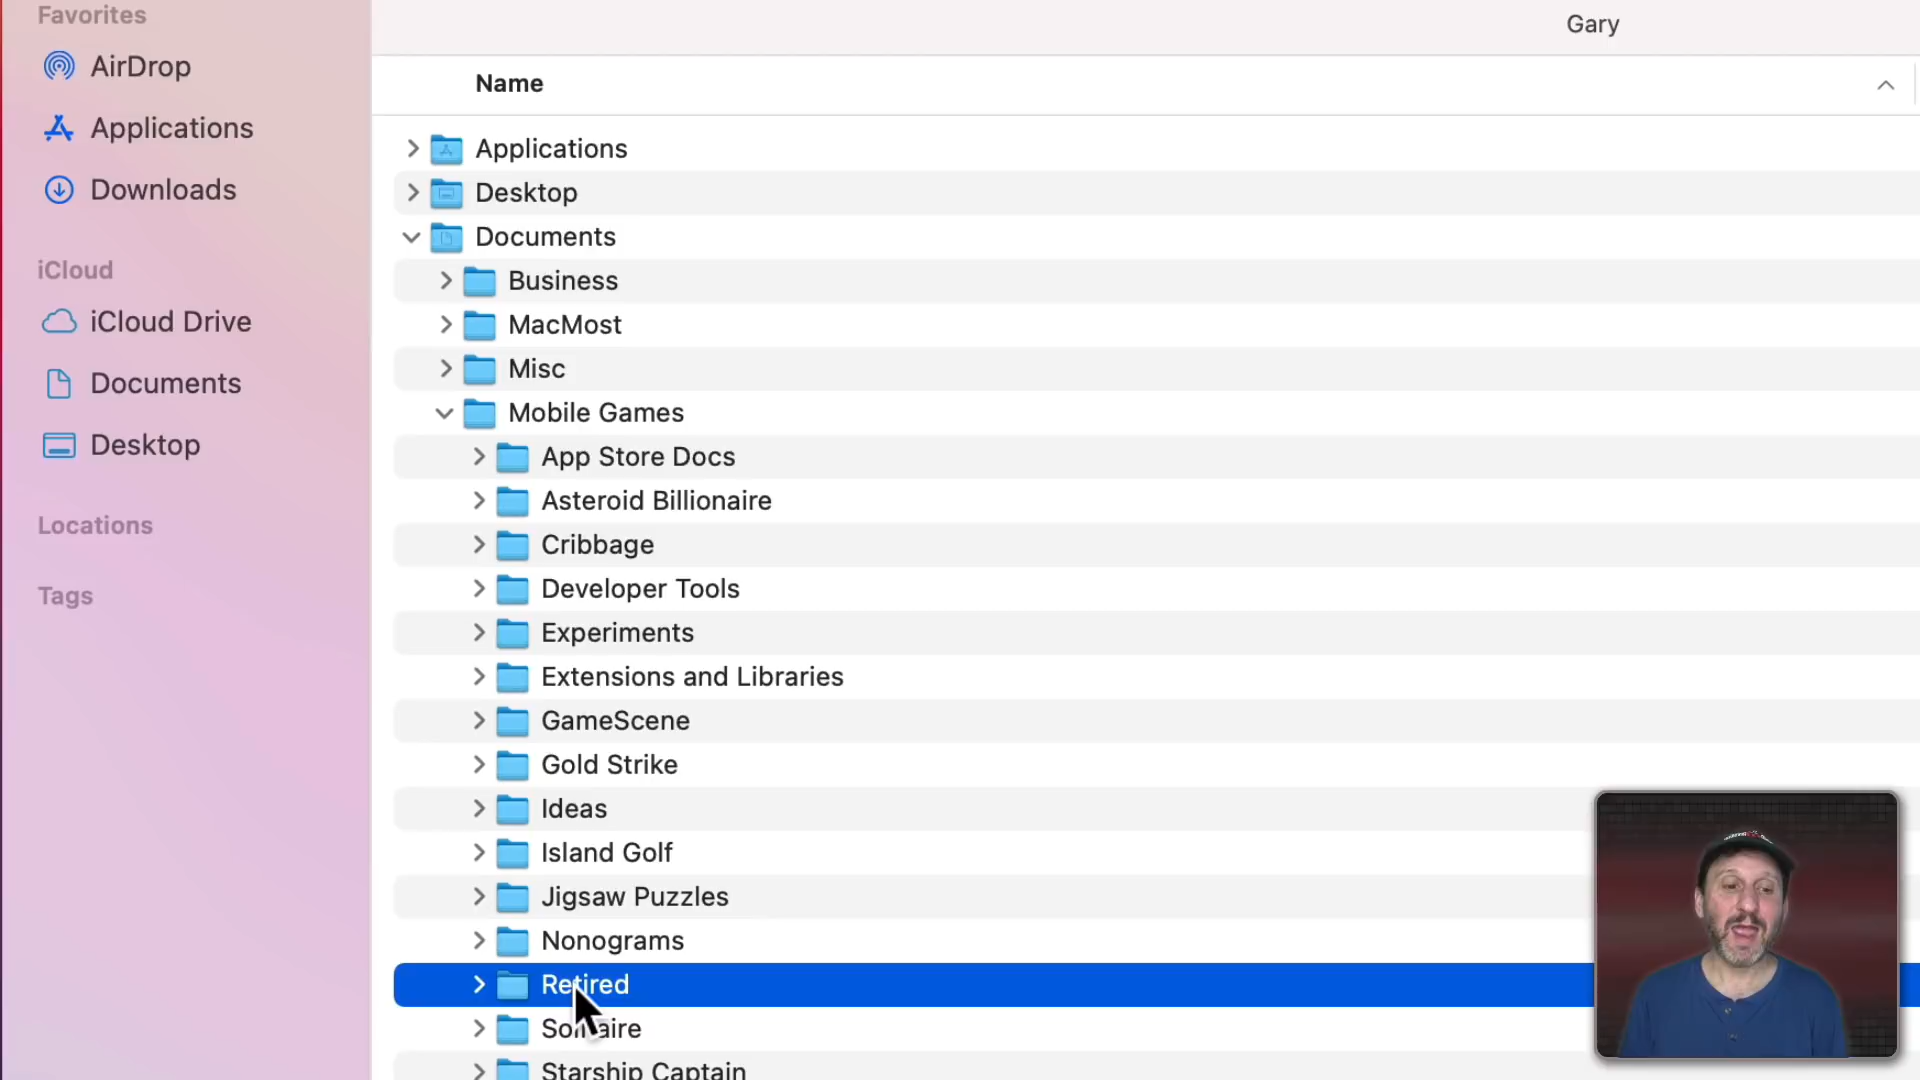 Favorites
AirDrop
Applications
Downloads
iCloud
iCloud Drive
Documents
Desktop
Locations
Tags
Gary
Name
Applications
Desktop
Documents
Business
MacMost
Misc
Mobile Games
App Store Docs
Asteroid Billionaire
Cribbage
Developer Tools
Experiments
Extensions and Libraries
GameScene
Gold Strike
Ideas
Island Golf
Jigsaw Puzzles
Nonograms
Retired
Solitaire
Starship Captain